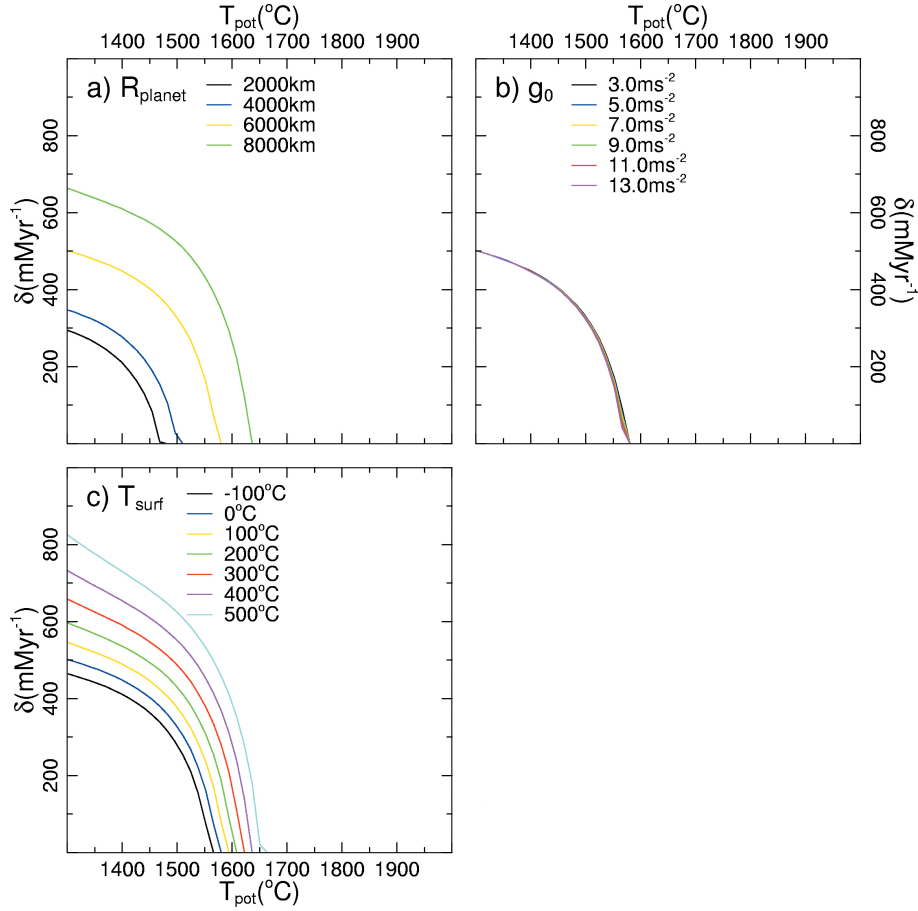 T_pot(°C) T_pot(°C)
1400 1500 1600 1700 1800 1900 1400 1500 1600 1700 1800 1900
a) R_planet
2000km
4000km
6000km
8000km
δ(mMyr⁻¹)
800
600
400
200
b) g₀
3.0ms⁻²
5.0ms⁻²
7.0ms⁻²
9.0ms⁻²
11.0ms⁻²
13.0ms⁻²
800
600
400
200
δ(mMyr⁻¹)
c) T_surf
-100°C
0°C
100°C
200°C
300°C
400°C
500°C
δ(mMyr⁻¹)
800
600
400
200
1400 1500 1600 1700 1800 1900
T_pot(°C)